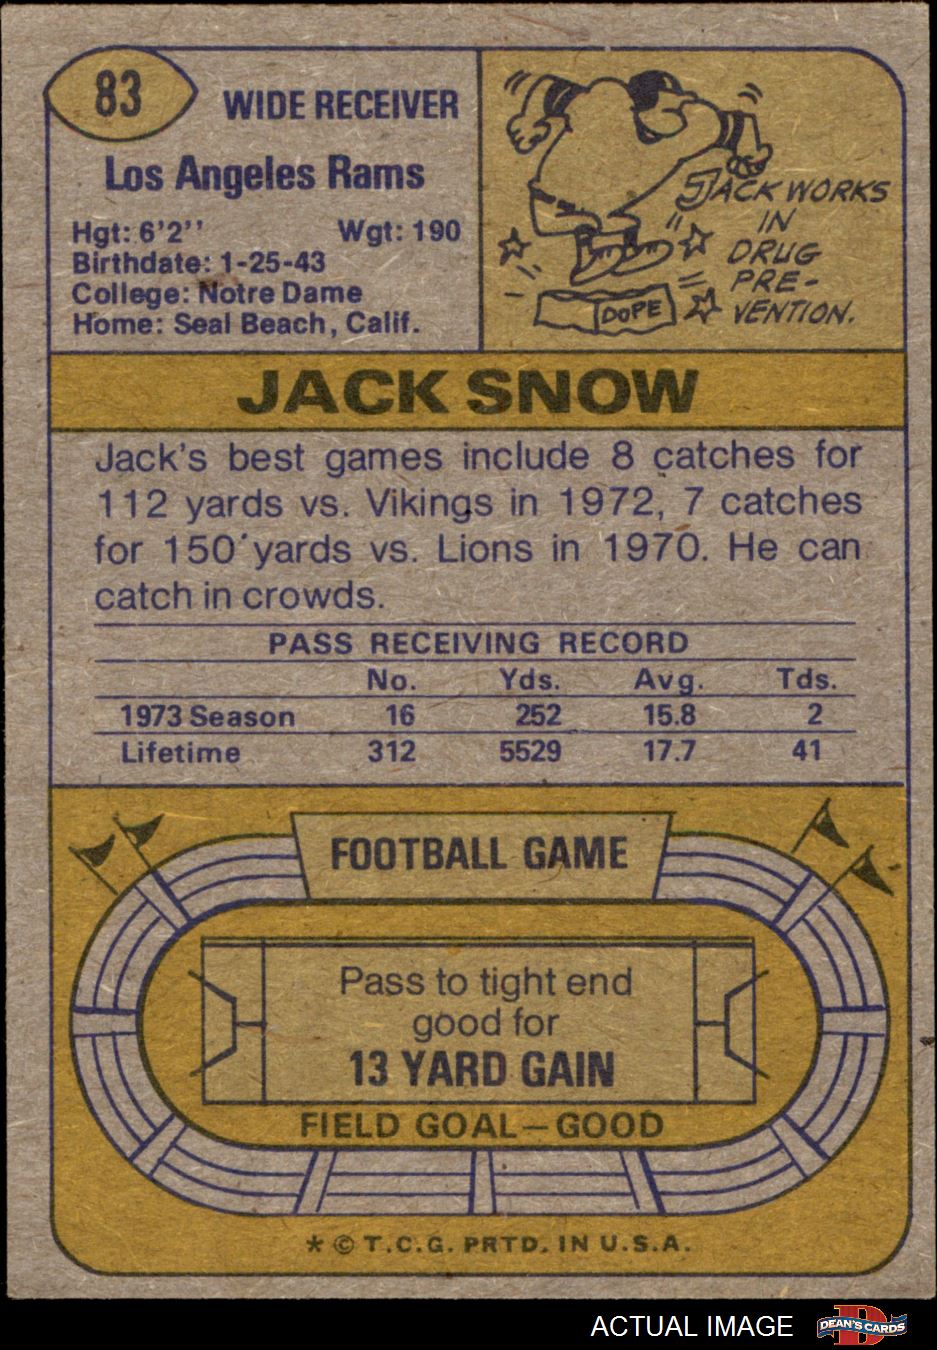 83
WIDE RECEIVER
Los Angeles Rams
Hgt: 6'2'' Wgt: 190
Birthdate: 1-25-43
College: Notre Dame
Home: Seal Beach, Calif.
JACK WORKS
IN
DRUG
PRE-
VENTION.
DOPE
JACK SNOW
Jack's best games include 8 catches for
112 yards vs. Vikings in 1972, 7 catches
for 150 yards vs. Lions in 1970. He can
catch in crowds.
PASS RECEIVING RECORD
No. Yds. Avg. Tds.
1973 Season 16 252 15.8 2
Lifetime 312 5529 17.7 41
FOOTBALL GAME
Pass to tight end
good for
13 YARD GAIN
FIELD GOAL—GOOD
* © T.C.G. PRTD. IN U.S.A.
ACTUAL IMAGE
D
DEAN'S CARDS